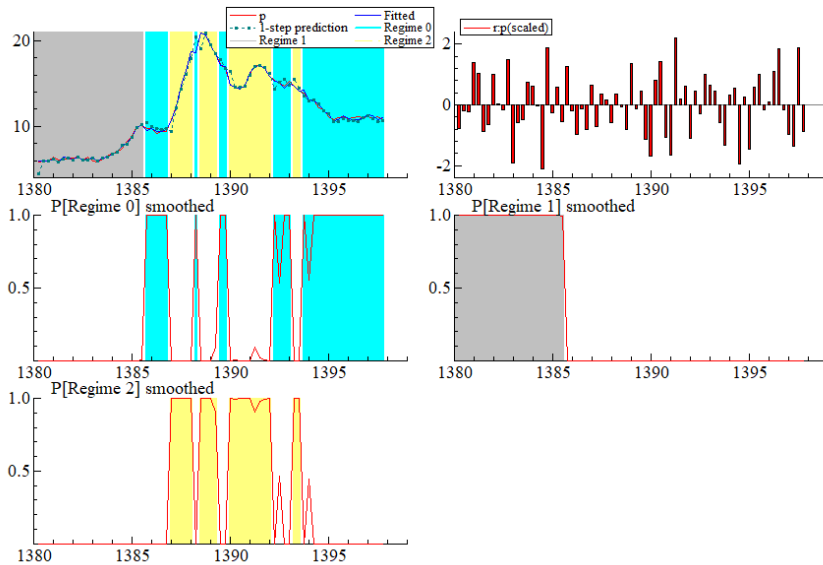 p Fitted
1-step prediction Regime 0
Regime 1 Regime 2
r:p(scaled)
20
10
1380 1385 1390 1395
2
0
-2
1380 1385 1390 1395
P[Regime 0] smoothed
1.0
0.5
1380 1385 1390 1395
P[Regime 1] smoothed
1.0
0.5
1380 1385 1390 1395
P[Regime 2] smoothed
1.0
0.5
1380 1385 1390 1395